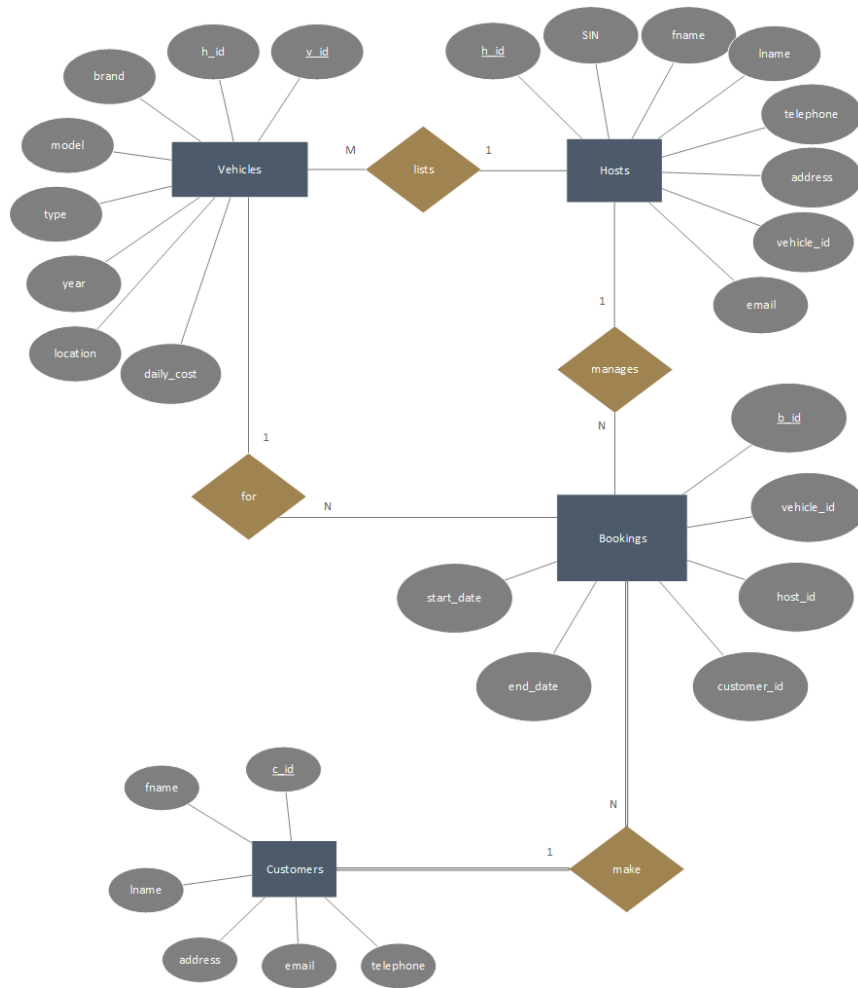 h_id
v_id
brand
model
Vehicles
type
year
location
daily_cost
M
lists
1
h_id
SIN
fname
lname
telephone
Hosts
address
vehicle_id
email
1
manages
N
b_id
vehicle_id
Bookings
host_id
customer_id
start_date
end_date
1
for
N
N
make
1
c_id
fname
Customers
lname
address
email
telephone